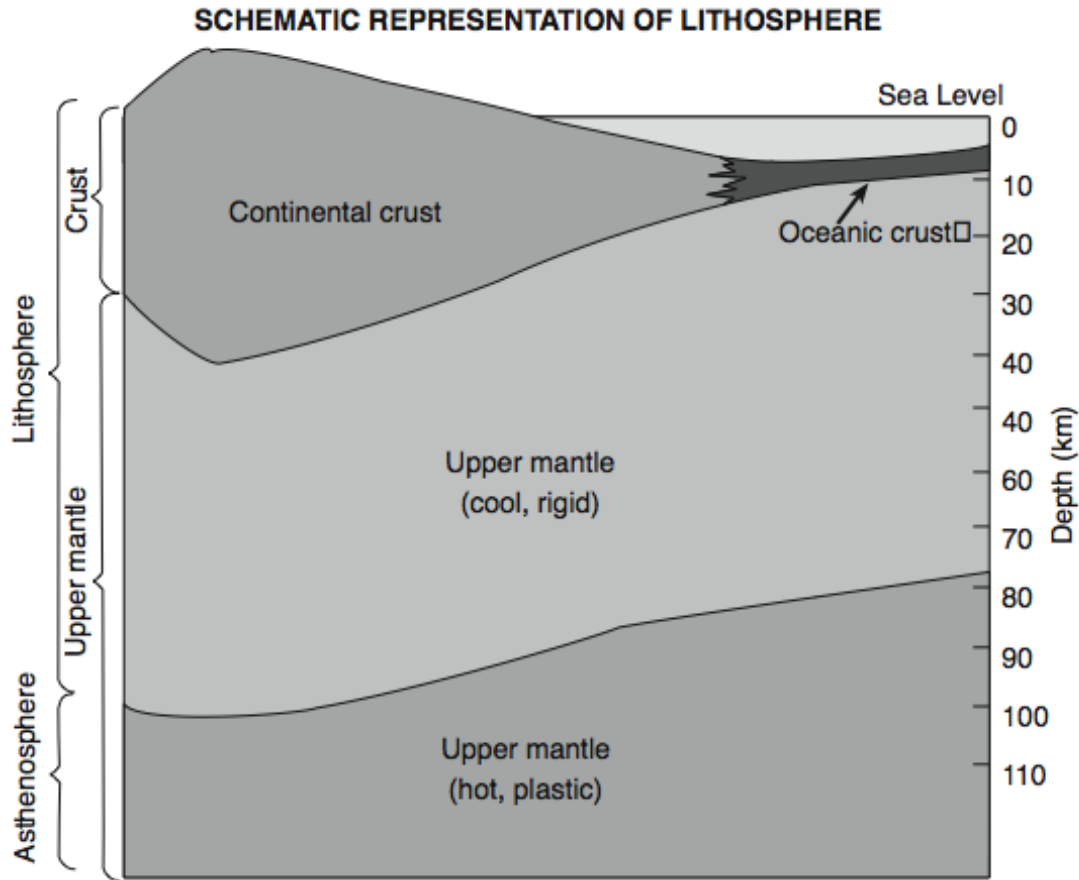 SCHEMATIC REPRESENTATION OF LITHOSPHERE
Sea Level
0
10
20
30
40
40
60
70
80
90
100
110
Depth (km)
Crust
Lithosphere
Upper mantle
Asthenosphere
Continental crust
Oceanic crust□
Upper mantle
(cool, rigid)
Upper mantle
(hot, plastic)